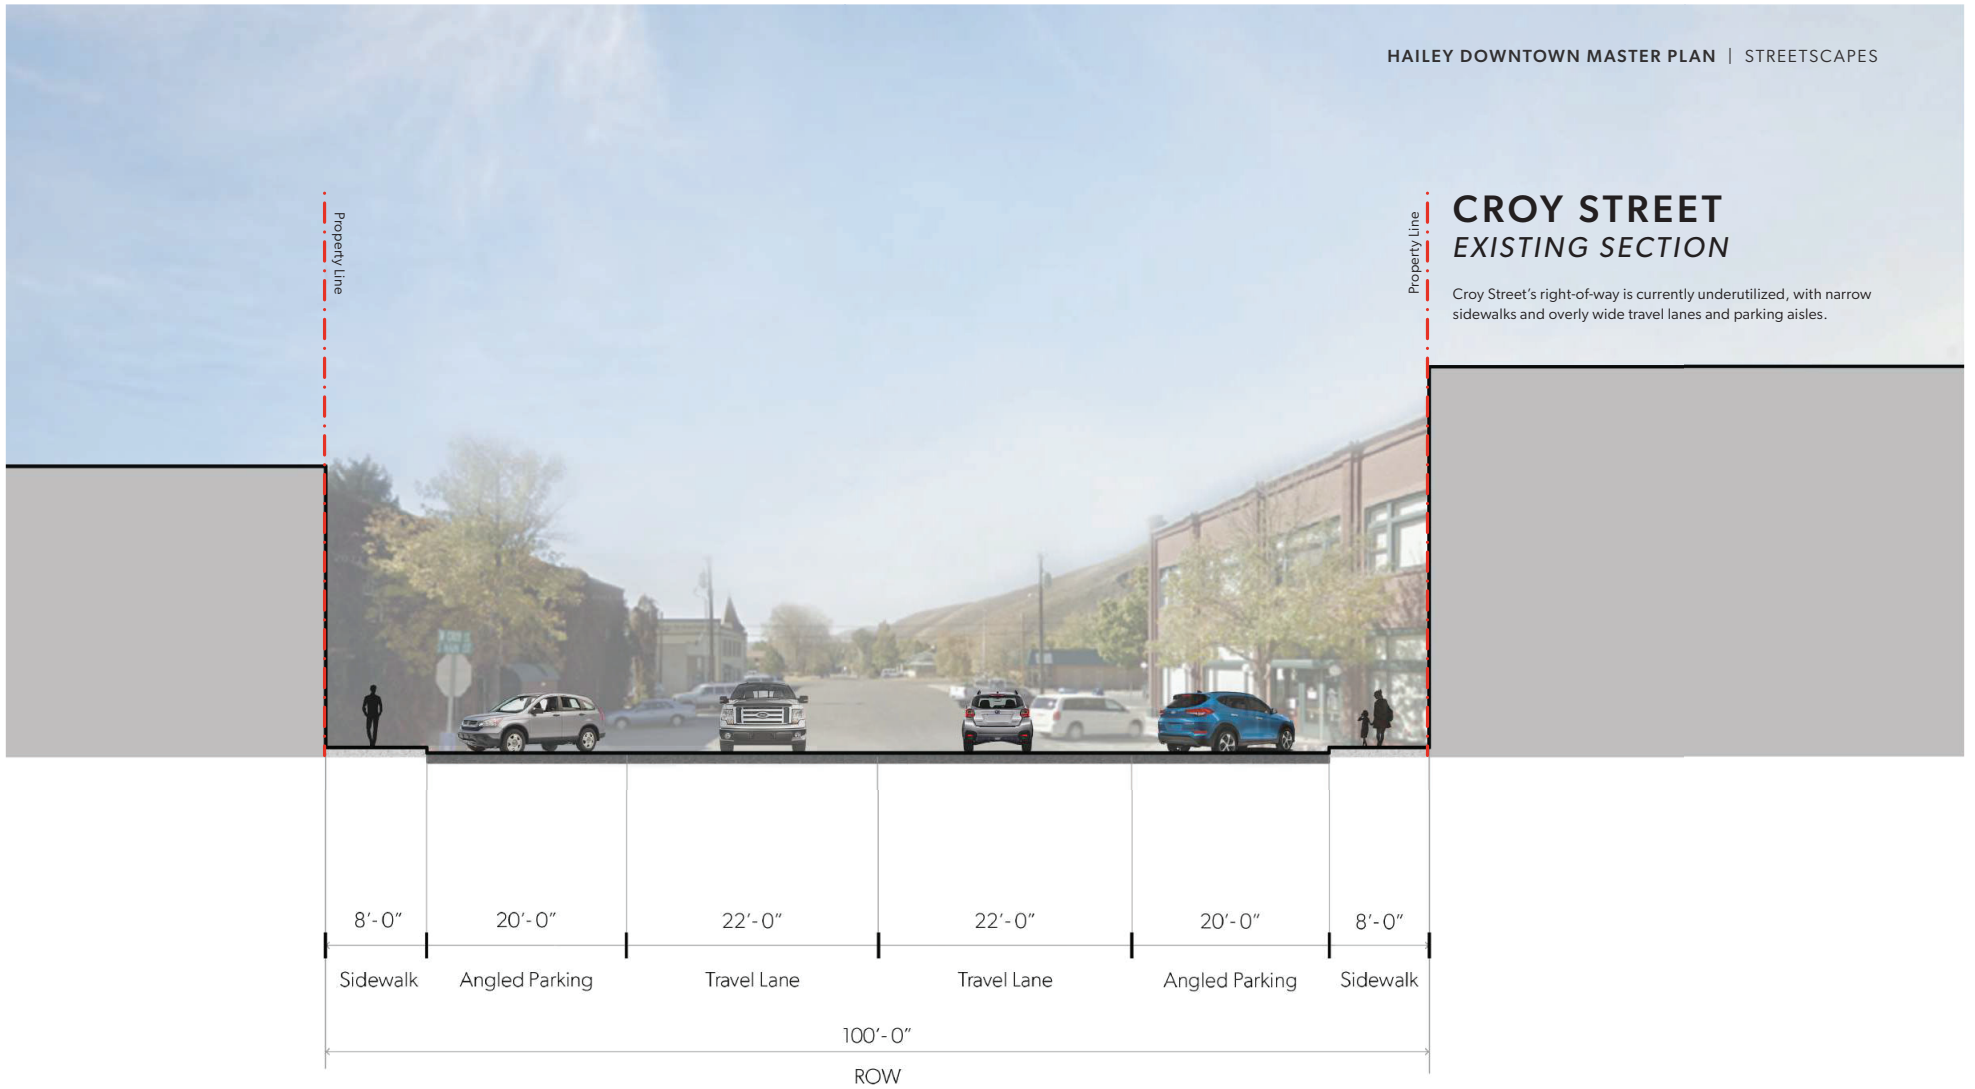 HAILEY DOWNTOWN MASTER PLAN | STREETSCAPES
Property Line
Property Line
CROY STREET
EXISTING SECTION
Croy Street’s right-of-way is currently underutilized, with narrow
sidewalks and overly wide travel lanes and parking aisles.
8’-0” 20’-0” 22’-0” 22’-0” 20’-0” 8’-0”
Sidewalk Angled Parking Travel Lane Travel Lane Angled Parking Sidewalk
100’-0”
ROW